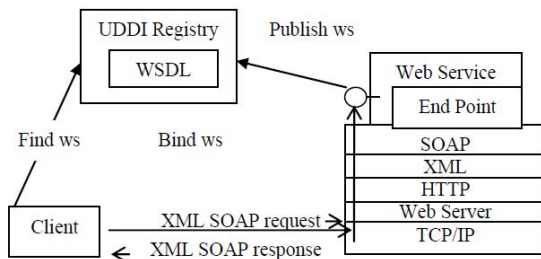 UDDI Registry
Publish ws
WSDL
Web Service
End Point
Find ws
Bind ws
SOAP
XML
HTTP
Web Server
TCP/IP
Client
XML SOAP request
XML SOAP response